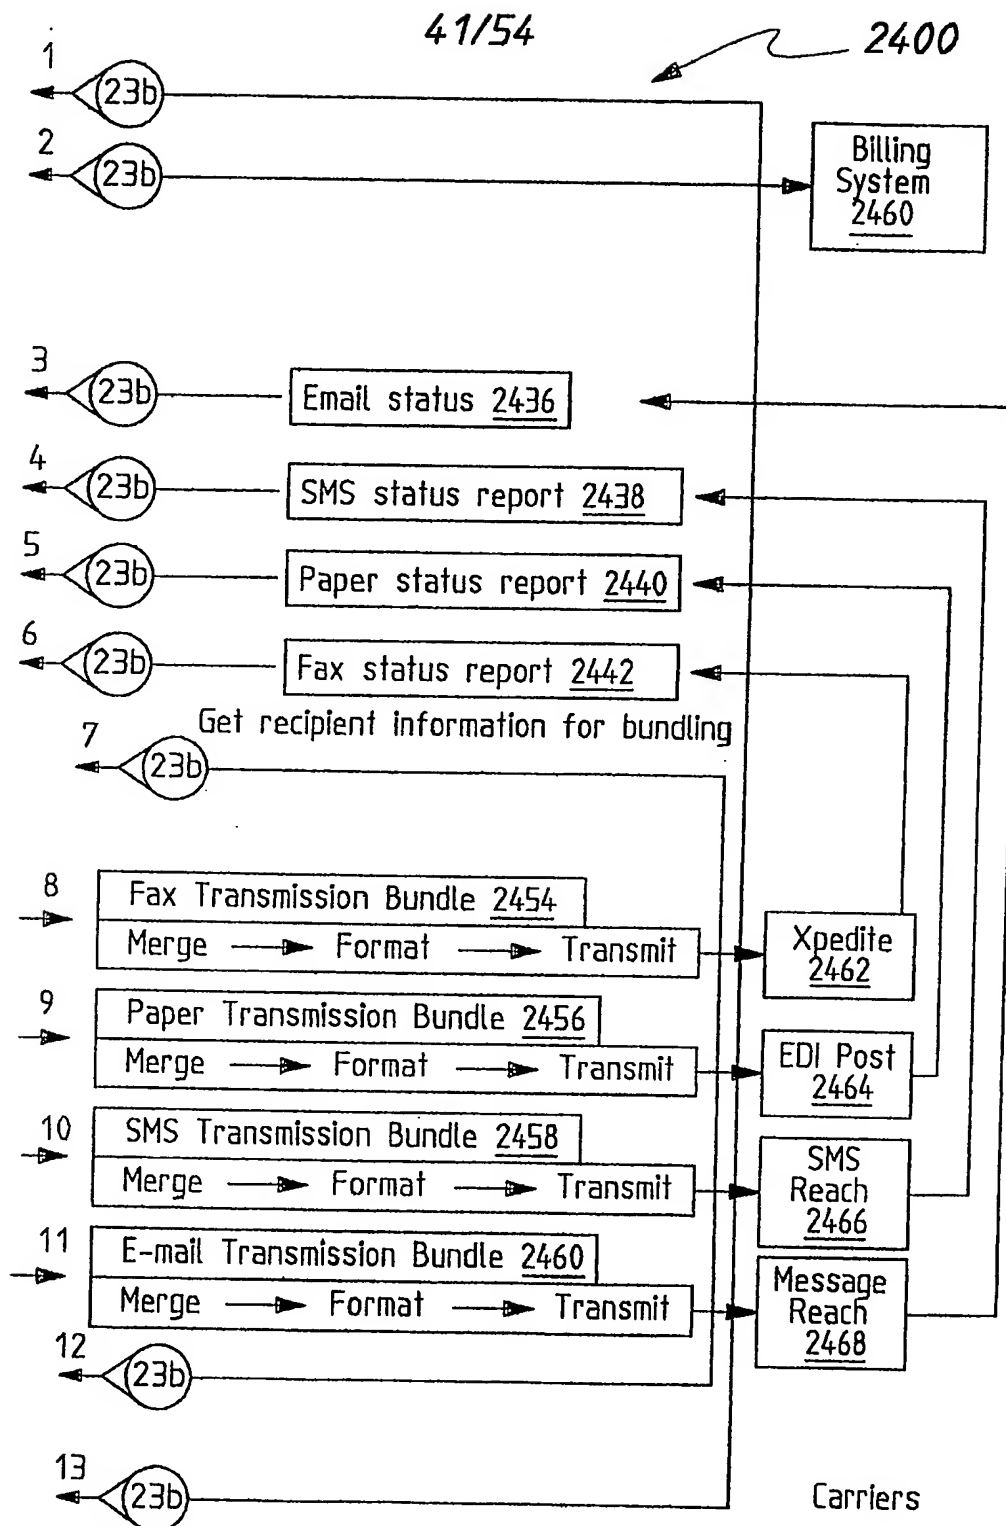 41/54
2400
1
23b
2
23b
Billing
System
2460
3
23b
Email status 2436
4
23b
SMS status report 2438
5
23b
Paper status report 2440
6
23b
Fax status report 2442
Get recipient information for bundling
7
23b
8
Fax Transmission Bundle 2454
Merge Format Transmit
Xpedite
2462
9
Paper Transmission Bundle 2456
Merge Format Transmit
EDI Post
2464
10
SMS Transmission Bundle 2458
Merge Format Transmit
SMS
Reach
2466
11
E-mail Transmission Bundle 2460
Merge Format Transmit
Message
Reach
2468
12
23b
13
23b
Carriers